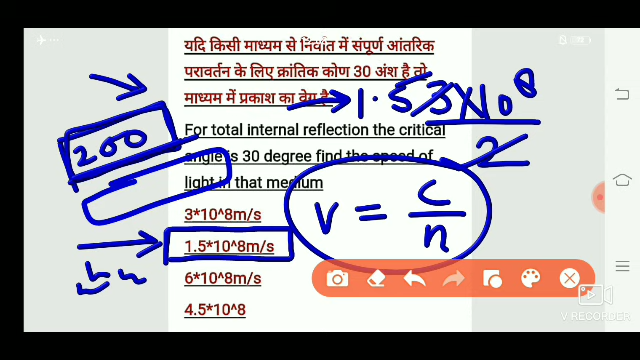 यदि किसी माध्यम से निर्वात में संपूर्ण आंतरिक
परावर्तन के लिए क्रांतिक कोण 30 अंश है तो
माध्यम में प्रकाश का वेग है
1.5 3×10^8
2
200
For total internal reflection the critical
angle is 30 degree find the speed of
light in that medium
v = c/n
3*10^8m/s
1.5*10^8m/s
6*10^8m/s
4.5*10^8
V RECORDER